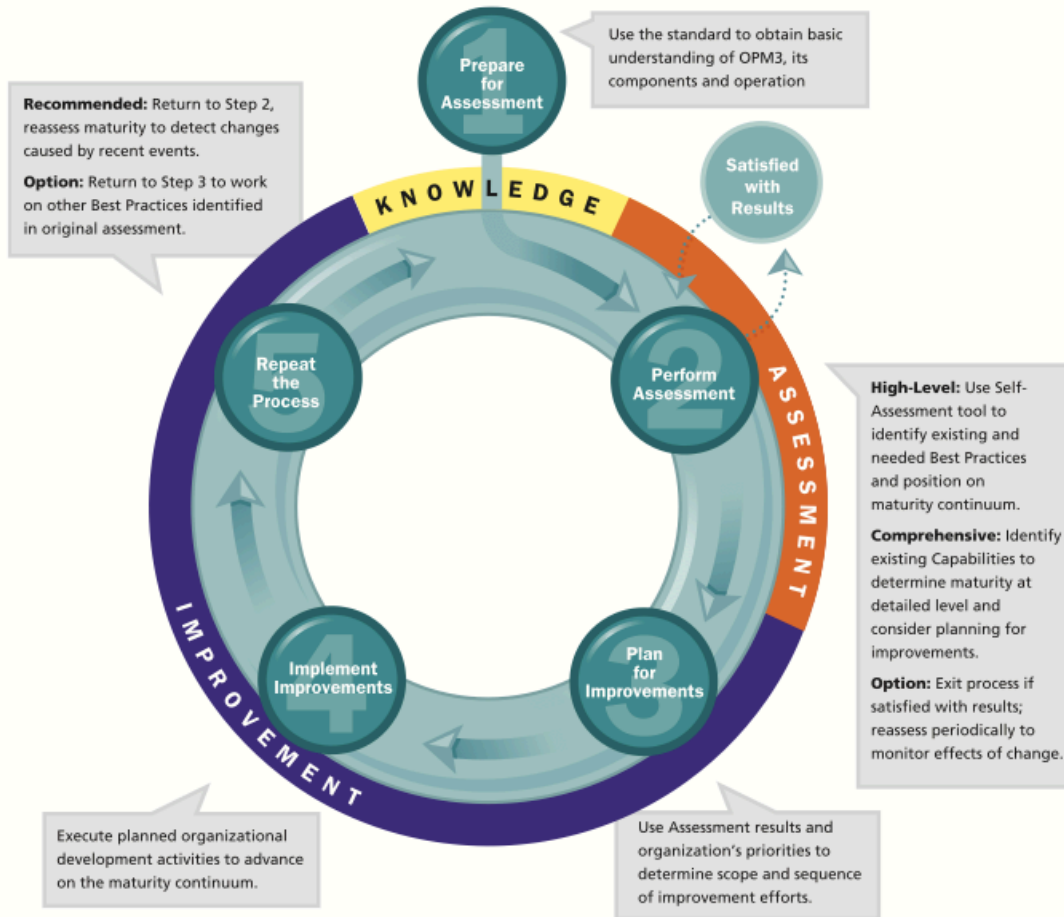 1
Prepare
for
Assessment
Use the standard to obtain basic
understanding of OPM3, its
components and operation
Recommended: Return to Step 2,
reassess maturity to detect changes
caused by recent events.
Option: Return to Step 3 to work
on other Best Practices identified
in original assessment.
Satisfied
with
Results
KNOWLEDGE
5
Repeat
the
Process
2
Perform
Assessment
ASSESSMENT
High-Level: Use Self-
Assessment tool to
identify existing and
needed Best Practices
and position on
maturity continuum.
Comprehensive: Identify
existing Capabilities to
determine maturity at
detailed level and
consider planning for
improvements.
Option: Exit process if
satisfied with results;
reassess periodically to
monitor effects of change.
IMPROVEMENT
4
Implement
Improvements
3
Plan
for
Improvements
Execute planned organizational
development activities to advance
on the maturity continuum.
Use Assessment results and
organization's priorities to
determine scope and sequence
of improvement efforts.